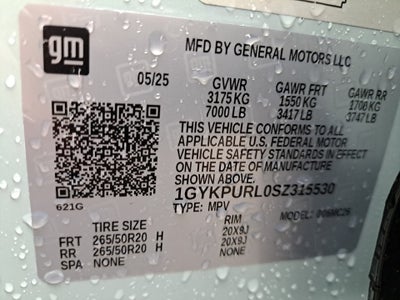 gm
MFD BY GENERAL MOTORS LLC
05/25 GVWR GAWR FRT GAWR RR
3175 KG 1550 KG 1700 KG
7000 LB 3417 LB 3747 LB
THIS VEHICLE CONFORMS TO ALL
APPLICABLE U.S. FEDERAL MOTOR
VEHICLE SAFETY STANDARDS IN EFFECT
ON THE DATE OF MANUFACTURE
SHOWN ABOVE.
1GYKPURL0SZ315530
621G TYPE: MPV MODEL:
TIRE SIZE RIM
FRT 265/50R20 H 20X9J
RR 265/50R20 H 20X9J
SPA NONE NONE